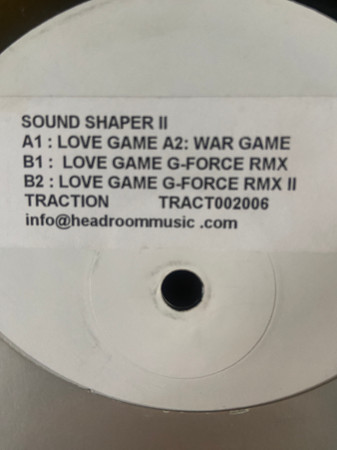 SOUND SHAPER II
A1 : LOVE GAME A2: WAR GAME
B1 : LOVE GAME G-FORCE RMX
B2 : LOVE GAME G-FORCE RMX II
TRACTION TRACT002006
info@headroommusic .com